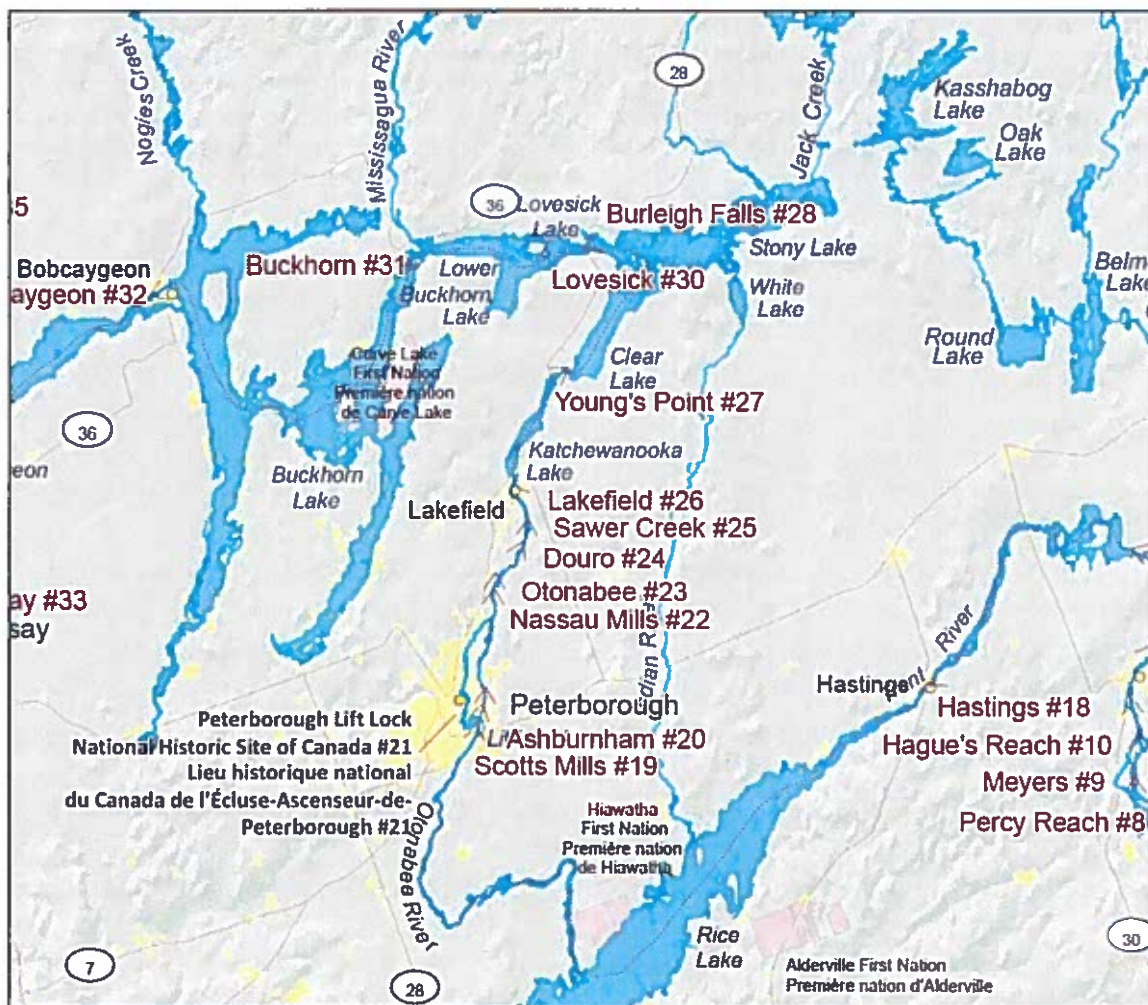 Nogies Creek
Mississagua River
28
Jack Creek
Kasshabog
Lake
Oak
Lake
36
Lovesick
Lake
Burleigh Falls #28
Stony Lake
Bobcaygeon
aygeon #32
Buckhorn #31
Lower
Buckhorn
Lake
Lovesick #30
White
Lake
Belm
Lake
Round
Lake
Curve Lake
First Nation
Première nation
de Curve Lake
Clear
Lake
Young's Point #27
36
eon
Buckhorn
Lake
Katchewanooka
Lake
Lakefield
Lakefield #26
Sawer Creek #25
Douro #24
Otonabee #23
Nassau Mills #22
ay #33
say
dian R
River
Hastings
ent
Hastings #18
Peterborough
Peterborough Lift Lock
National Historic Site of Canada #21
Lieu historique national
du Canada de l'Écluse-Ascenseur-de-
Peterborough #21
Ashburnham #20
Scotts Mills #19
Hague's Reach #10
Meyers #9
Percy Reach #8
Otonabee River
Hiawatha
First Nation
Première nation
de Hiawatha
Rice
Lake
7
28
30
Alderville First Nation
Première nation d'Alderville